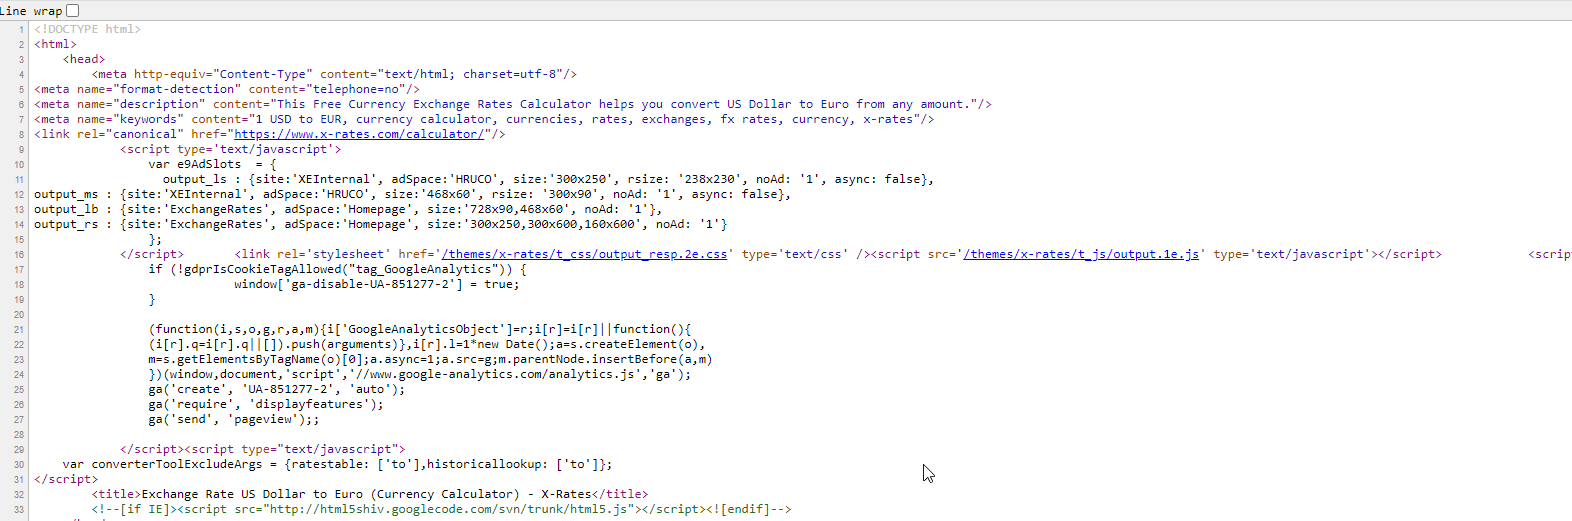 Line wrap
1 <!DOCTYPE html>
2 <html>
3 <head>
4 <meta http-equiv="Content-Type" content="text/html; charset=utf-8"/>
5 <meta name="format-detection" content="telephone=no"/>
6 <meta name="description" content="This Free Currency Exchange Rates Calculator helps you convert US Dollar to Euro from any amount."/>
7 <meta name="keywords" content="1 USD to EUR, currency calculator, currencies, rates, exchanges, fx rates, currency, x-rates"/>
8 <link rel="canonical" href="https://www.x-rates.com/calculator/"/>
9 <script type='text/javascript'>
10 var e9AdSlots  = {
11 output_ls : {site:'XEInternal', adSpace:'HRUCO', size:'300x250', rsize: '238x230', noAd: '1', async: false},
12 output_ms : {site:'XEInternal', adSpace:'HRUCO', size:'468x60', rsize: '300x90', noAd: '1', async: false},
13 output_lb : {site:'ExchangeRates', adSpace:'Homepage', size:'728x90,468x60', noAd: '1'},
14 output_rs : {site:'ExchangeRates', adSpace:'Homepage', size:'300x250,300x600,160x600', noAd: '1'}
15 };
16 </script> <link rel='stylesheet' href='/themes/x-rates/t_css/output_resp.2e.css' type='text/css' /><script src='/themes/x-rates/t_js/output.1e.js' type='text/javascript'></script> <scrip
17 if (!gdprIsCookieTagAllowed("tag_GoogleAnalytics")) {
18 window['ga-disable-UA-851277-2'] = true;
19 }
20
21 (function(i,s,o,g,r,a,m){i['GoogleAnalyticsObject']=r;i[r]=i[r]||function(){
22 (i[r].q=i[r].q||[]).push(arguments)},i[r].l=1*new Date();a=s.createElement(o),
23 m=s.getElementsByTagName(o)[0];a.async=1;a.src=g;m.parentNode.insertBefore(a,m)
24 })(window,document,'script','//www.google-analytics.com/analytics.js','ga');
25 ga('create', 'UA-851277-2', 'auto');
26 ga('require', 'displayfeatures');
27 ga('send', 'pageview');;
28
29 </script><script type="text/javascript">
30 var converterToolExcludeArgs = {ratestable: ['to'],historicallookup: ['to']};
31 </script>
32 <title>Exchange Rate US Dollar to Euro (Currency Calculator) - X-Rates</title>
33 <!--[if IE]><script src="http://html5shiv.googlecode.com/svn/trunk/html5.js"></script><![endif]-->